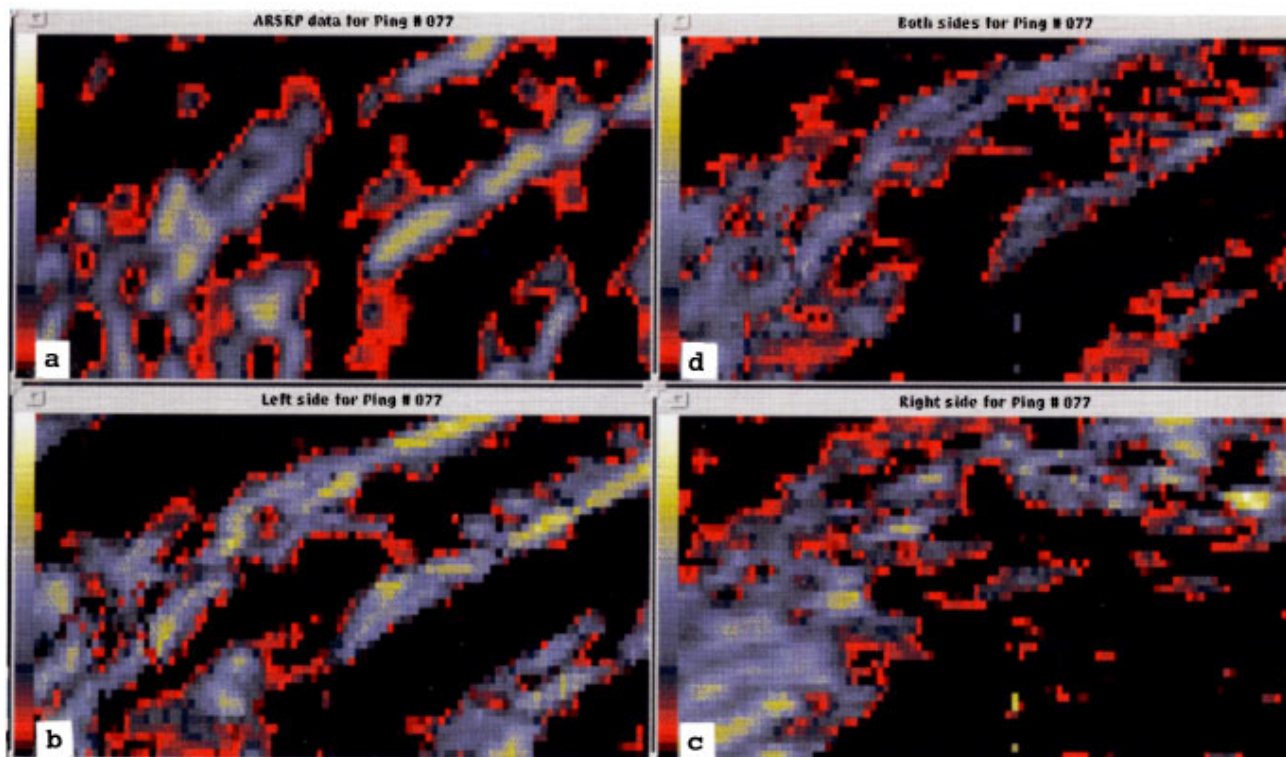 ARSRP data for Ping # 077
Both sides for Ping # 077
a
d
Left side for Ping # 077
Right side for Ping # 077
b
c